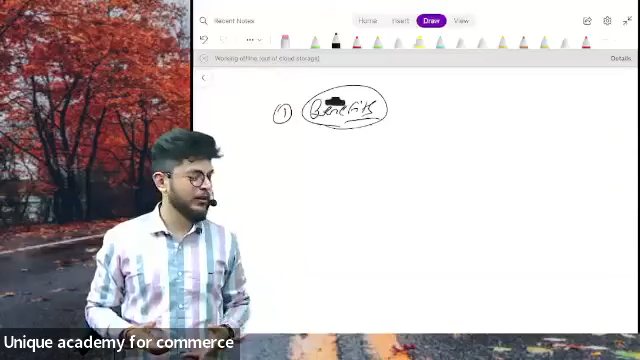 Recent Notes
Home Insert Draw View
Working offline (out of cloud storage) Details
① Benefits
Unique academy for commerce